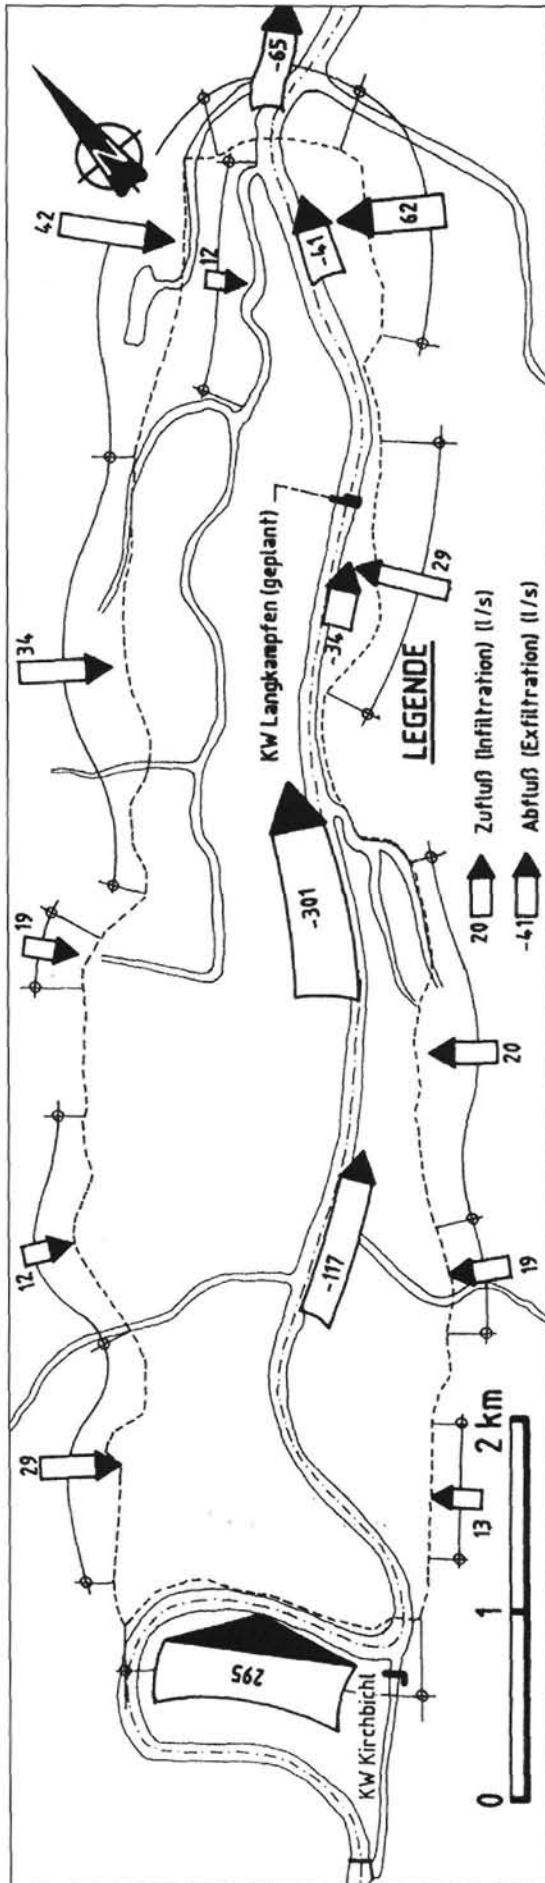 -65
42
N
12
-41
62
KW Langkampfen (geplant)
34
-34
29
LEGENDE
20 Zufluß (Infiltration) (l/s)
-41 Abfluß (Exfiltration) (l/s)
19
-301
20
12
-117
19
29
13
295
KW Kirchbichl
0 1 2 km